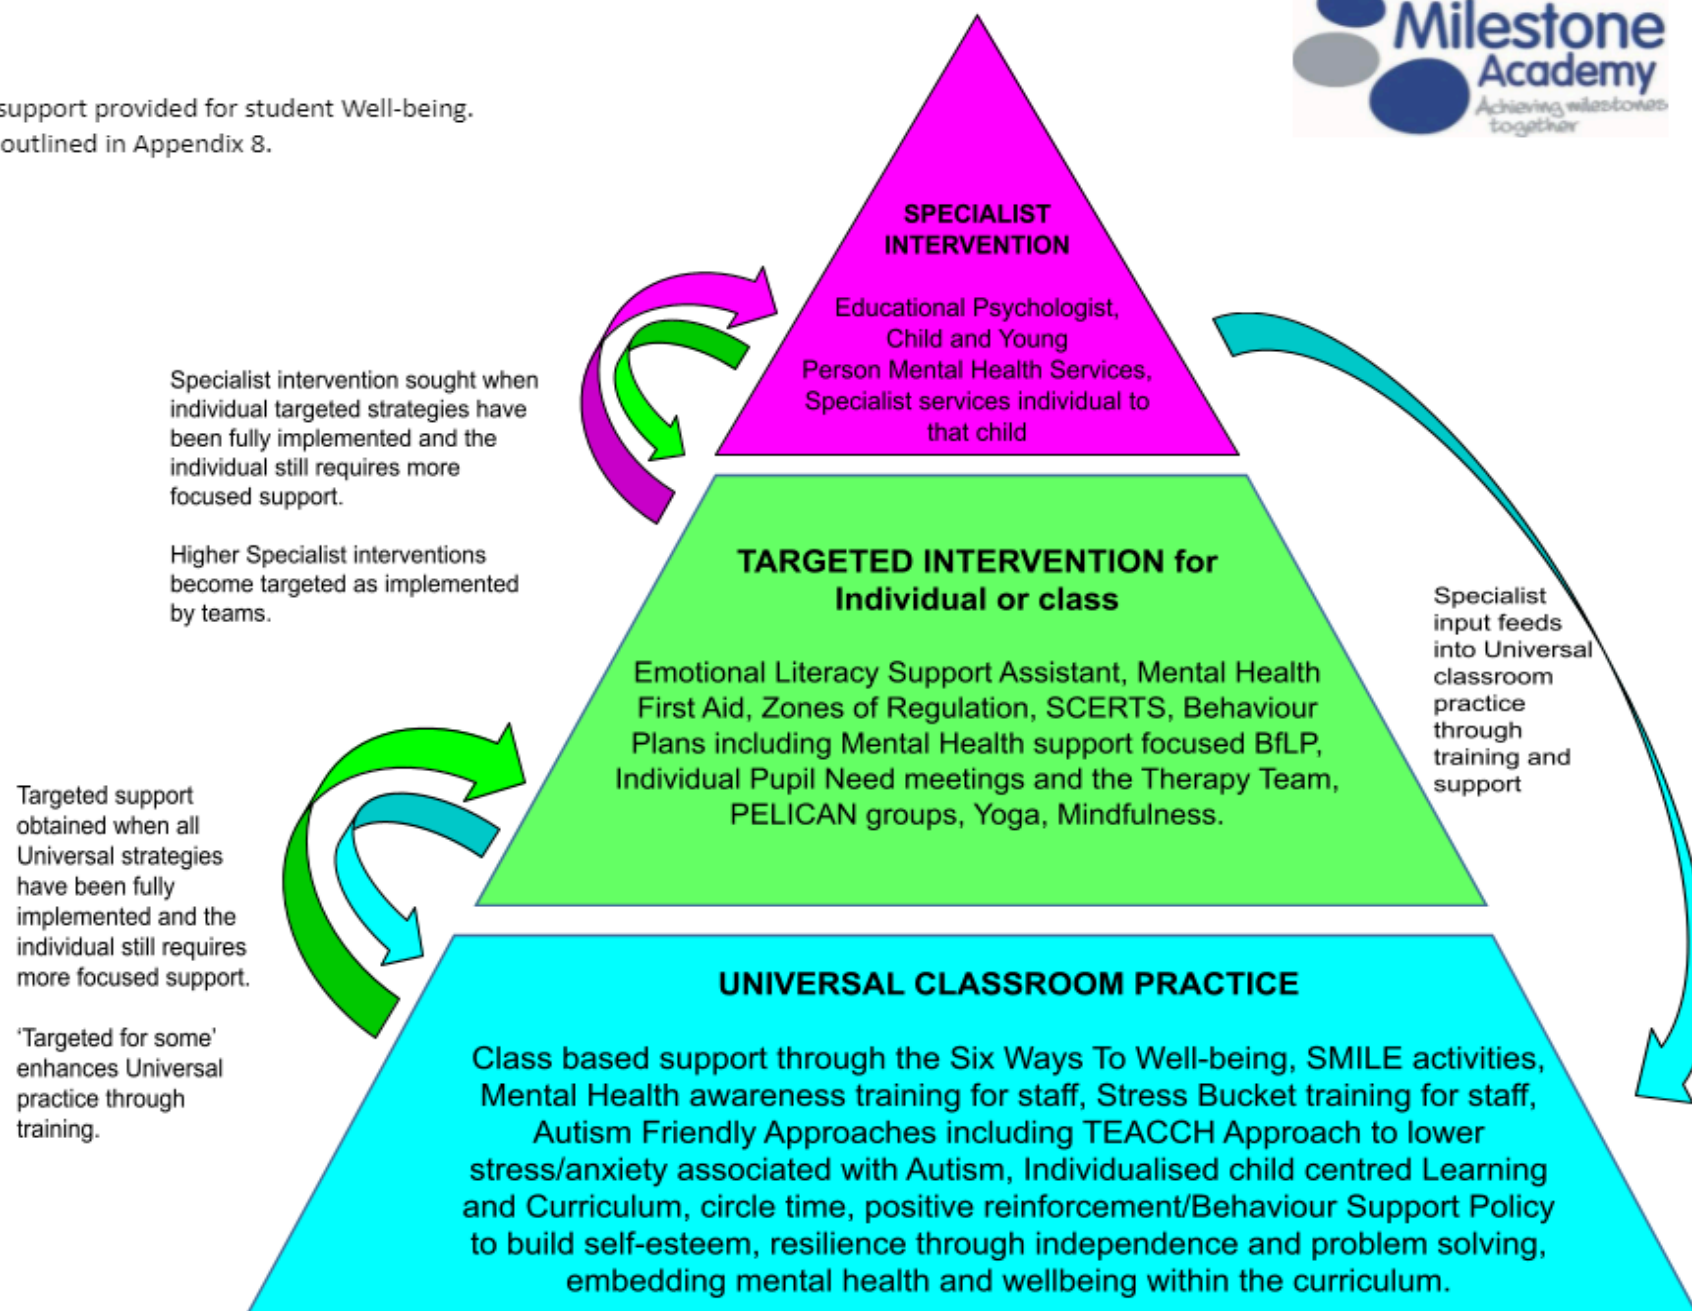 Milestone
Academy
Achieving milestones
together
support provided for student Well-being.
outlined in Appendix 8.
SPECIALIST
INTERVENTION
Educational Psychologist,
Child and Young
Person Mental Health Services,
Specialist services individual to
that child
Specialist intervention sought when
individual targeted strategies have
been fully implemented and the
individual still requires more
focused support.
Higher Specialist interventions
become targeted as implemented
by teams.
TARGETED INTERVENTION for
Individual or class
Emotional Literacy Support Assistant, Mental Health
First Aid, Zones of Regulation, SCERTS, Behaviour
Plans including Mental Health support focused BfLP,
Individual Pupil Need meetings and the Therapy Team,
PELICAN groups, Yoga, Mindfulness.
Specialist
input feeds
into Universal
classroom
practice
through
training and
support
Targeted support
obtained when all
Universal strategies
have been fully
implemented and the
individual still requires
more focused support.
‘Targeted for some’
enhances Universal
practice through
training.
UNIVERSAL CLASSROOM PRACTICE
Class based support through the Six Ways To Well-being, SMILE activities,
Mental Health awareness training for staff, Stress Bucket training for staff,
Autism Friendly Approaches including TEACCH Approach to lower
stress/anxiety associated with Autism, Individualised child centred Learning
and Curriculum, circle time, positive reinforcement/Behaviour Support Policy
to build self-esteem, resilience through independence and problem solving,
embedding mental health and wellbeing within the curriculum.